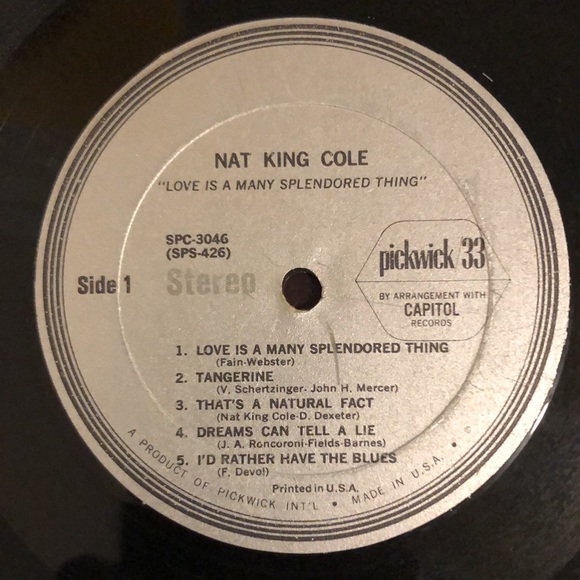 NAT KING COLE
"LOVE IS A MANY SPLENDORED THING"
SPC-3046
(SPS-426)
Side 1
Stereo
pickwick 33
BY ARRANGEMENT WITH
CAPITOL
RECORDS
1. LOVE IS A MANY SPLENDORED THING
(Fain-Webster)
2. TANGERINE
(V. Schertzinger- John H. Mercer)
3. THAT'S A NATURAL FACT
(Nat King Cole-D. Dexeter)
4. DREAMS CAN TELL A LIE
(J. A. Roncoroni-Fields-Barnes)
5. I'D RATHER HAVE THE BLUES
(F. Devol)
Printed in U.S.A.
A PRODUCT OF PICKWICK INT'L • MADE IN U.S.A. •